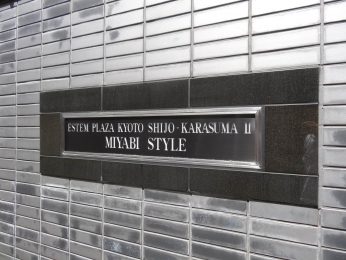 ESTEM PLAZA KYOTO SHIJO-KARASUMA II
MIYABI STYLE